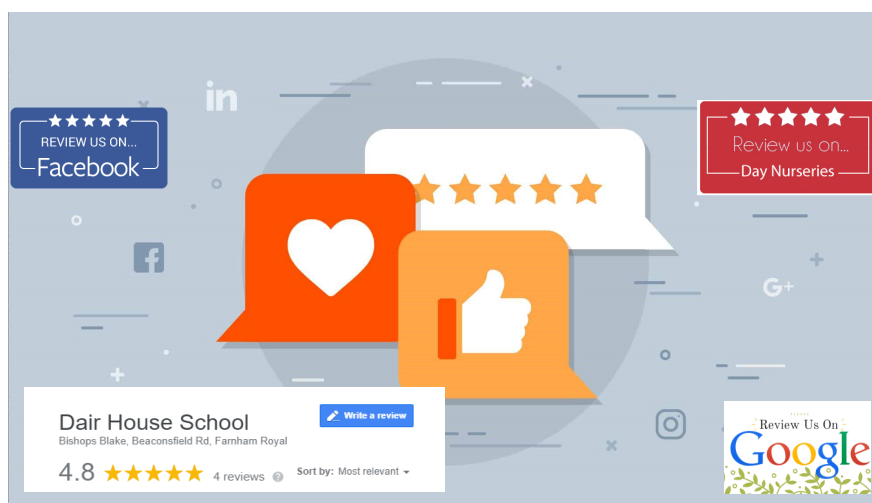 in
REVIEW US ON...
Facebook
Review us on...
Day Nurseries
f
G+
Dair House School
Write a review
Bishops Blake, Beaconsfield Rd, Farnham Royal
4.8
4 reviews
?
Sort by: Most relevant
Review Us On
Google